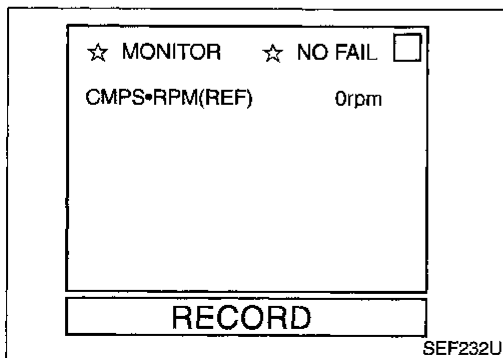 ☆ MONITOR ☆ NO FAIL
CMPS•RPM(REF) 0rpm
RECORD
SEF232U